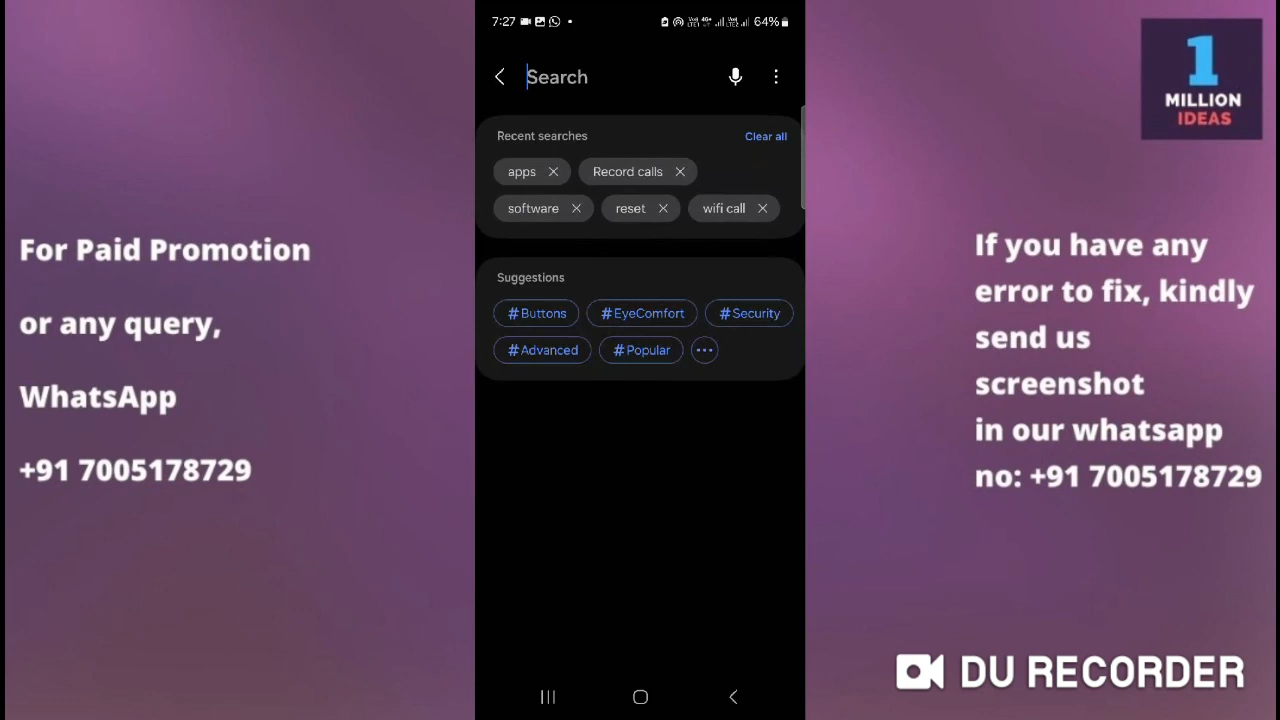 For Paid Promotion
or any query,
WhatsApp
+91 7005178729
7:27
64%
Search
Recent searches
Clear all
apps
Record calls
software
reset
wifi call
Suggestions
#Buttons
#EyeComfort
#Security
#Advanced
#Popular
1
MILLION
IDEAS
If you have any
error to fix, kindly
send us
screenshot
in our whatsapp
no: +91 7005178729
DU RECORDER